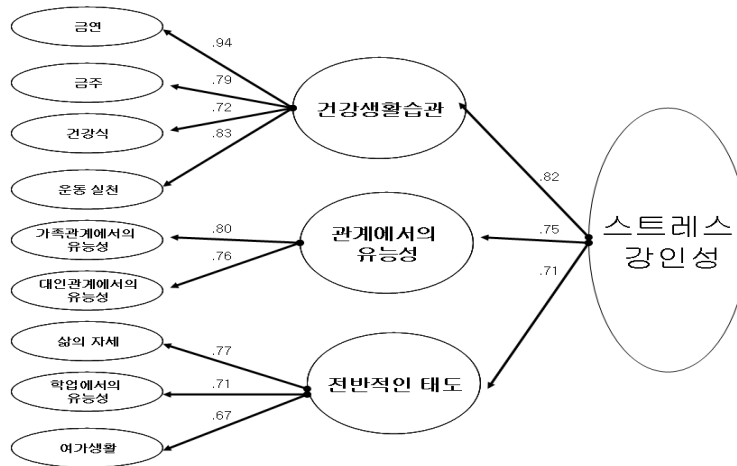 금연
.94
금주
.79
건강식
.72
운동 실천
.83
건강생활습관
.82
가족관계에서의
유능성
.80
대인관계에서의
유능성
.76
관계에서의
유능성
.75
스트레스
강인성
.71
삶의 자세
.77
학업에서의
유능성
.71
여가생활
.67
전반적인 태도